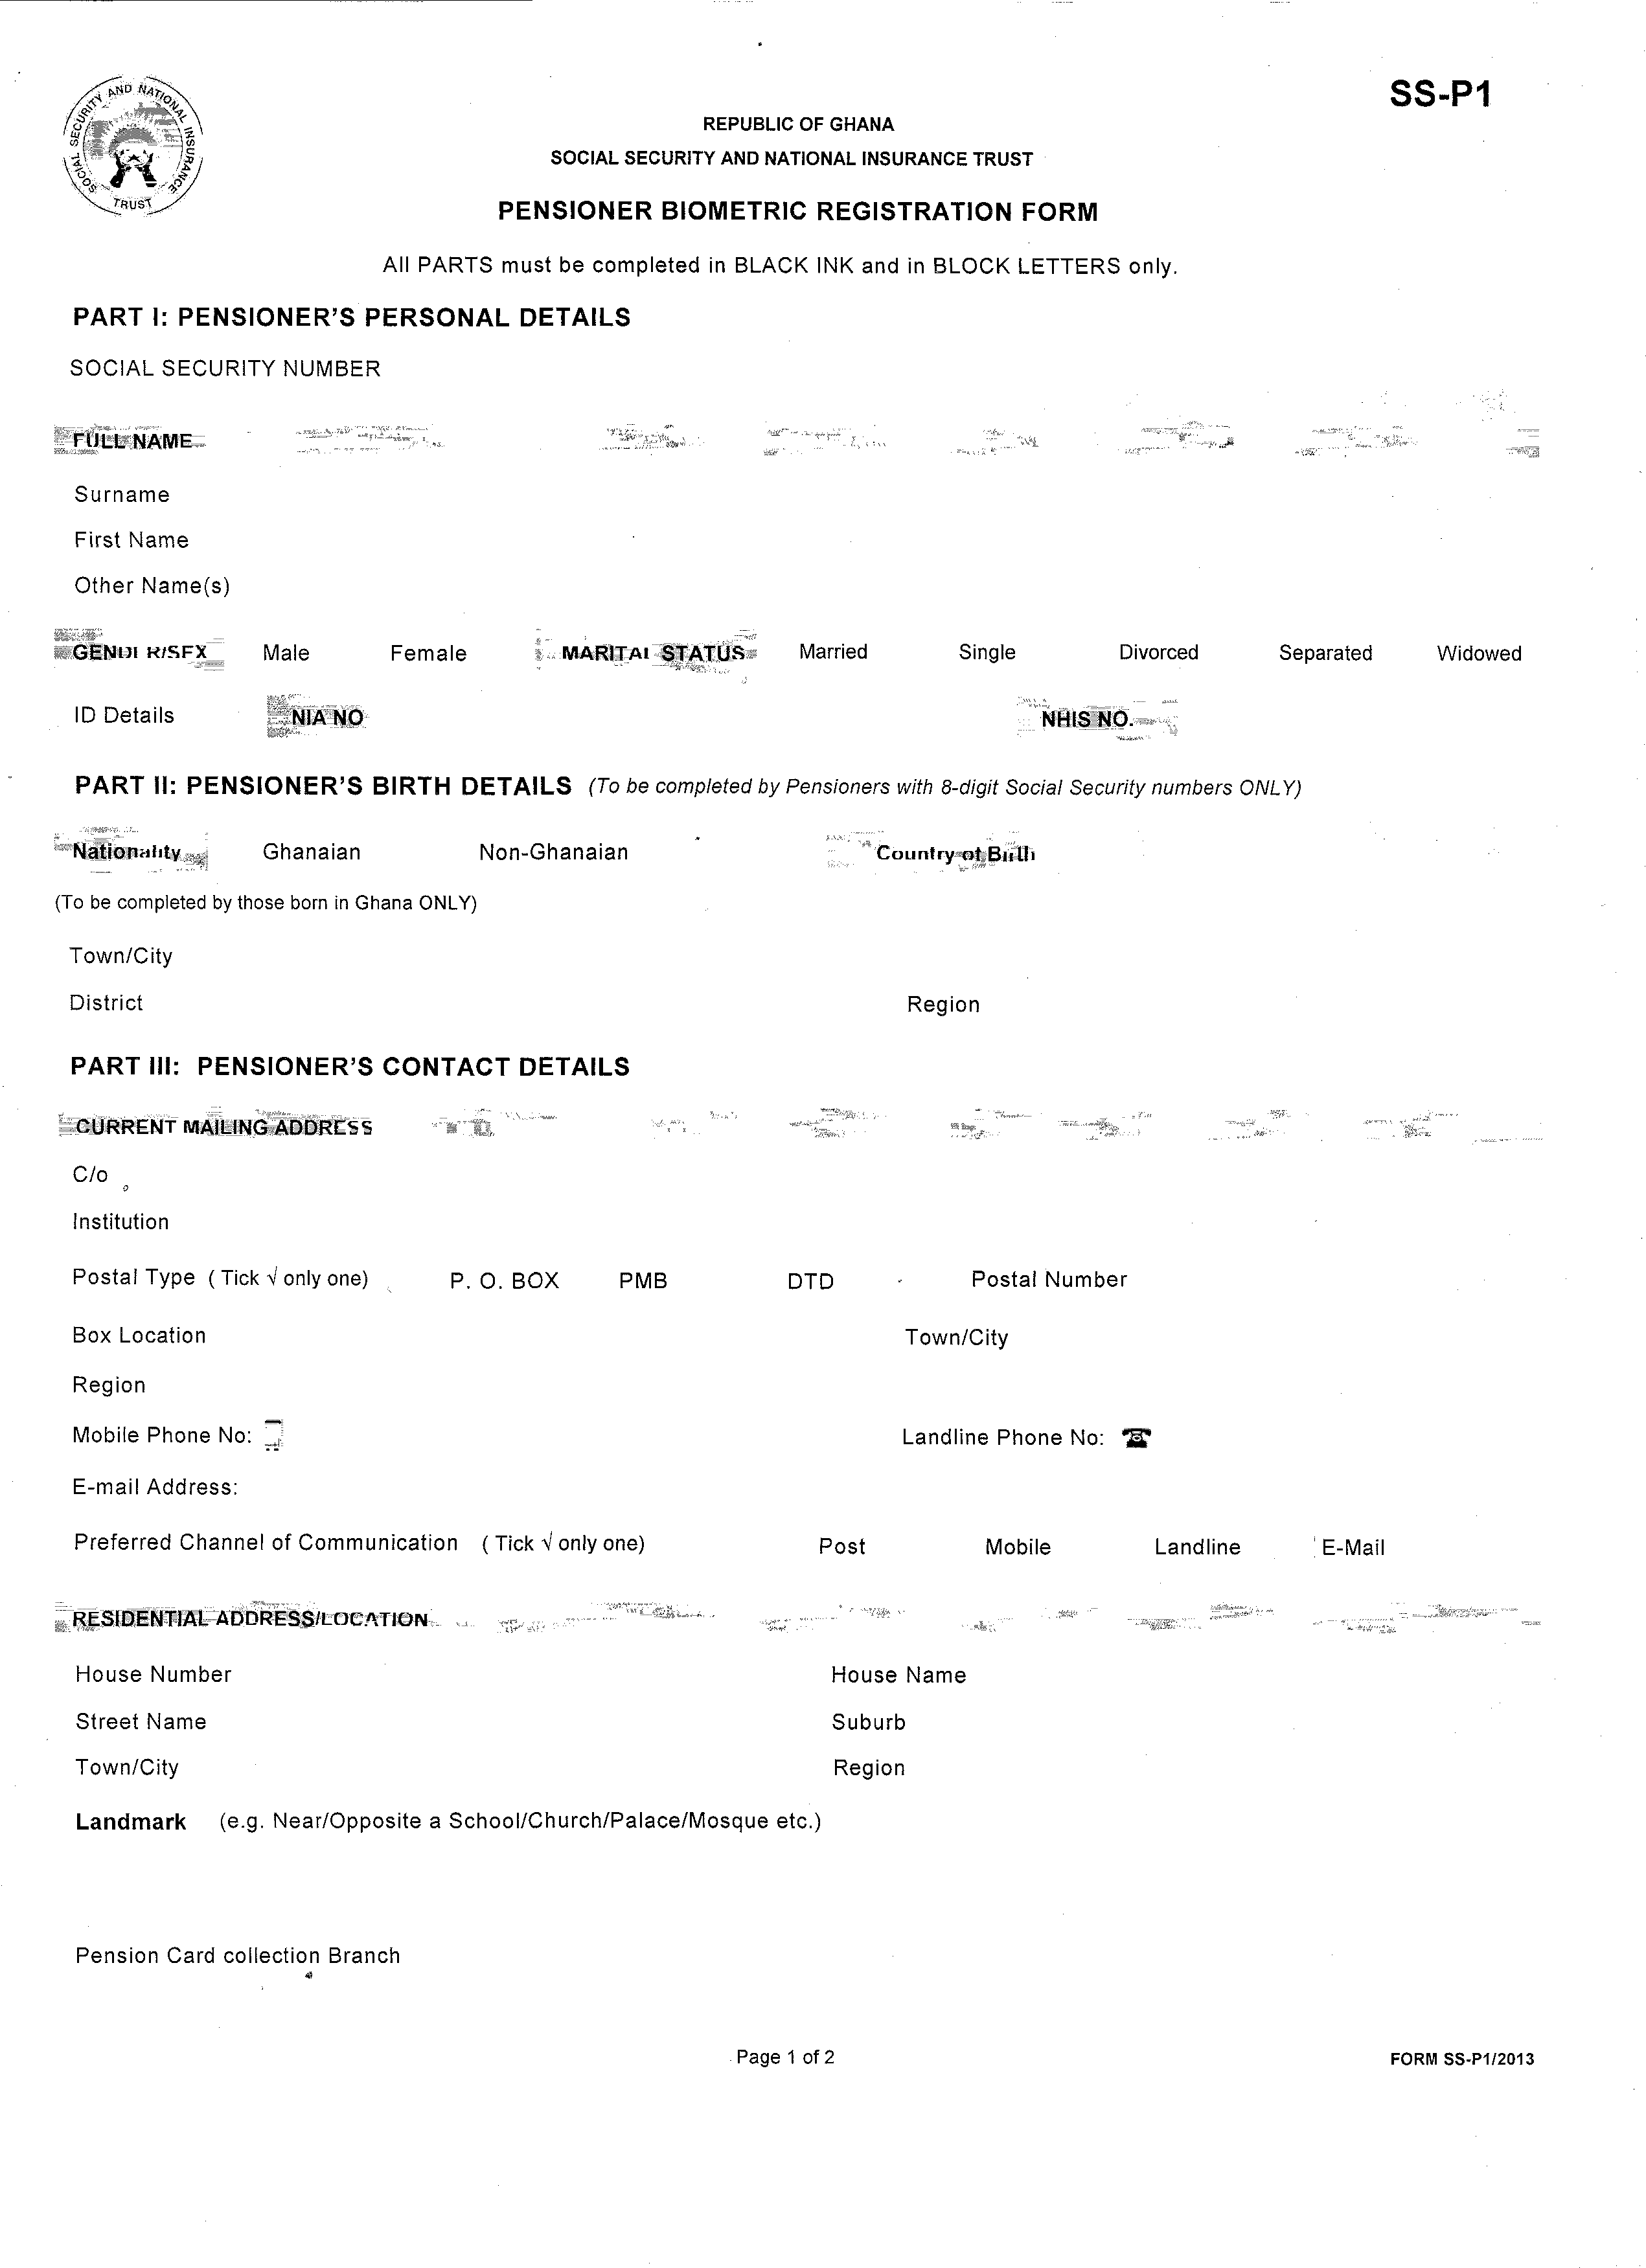 SOCIAL SECURITY AND NATIONAL INSURANCE TRUST
SS-P1
REPUBLIC OF GHANA
SOCIAL SECURITY AND NATIONAL INSURANCE TRUST
PENSIONER BIOMETRIC REGISTRATION FORM
All PARTS must be completed in BLACK INK and in BLOCK LETTERS only.
PART I: PENSIONER'S PERSONAL DETAILS
SOCIAL SECURITY NUMBER
FULL NAME
Surname
First Name
Other Name(s)
GENDER/SEX Male Female MARITAL STATUS Married Single Divorced Separated Widowed
ID Details NIA NO NHIS NO.
PART II: PENSIONER'S BIRTH DETAILS (To be completed by Pensioners with 8-digit Social Security numbers ONLY)
Nationality Ghanaian Non-Ghanaian Country of Birth
(To be completed by those born in Ghana ONLY)
Town/City
District Region
PART III: PENSIONER'S CONTACT DETAILS
CURRENT MAILING ADDRESS
C/o
Institution
Postal Type ( Tick √ only one) P. O. BOX PMB DTD Postal Number
Box Location Town/City
Region
Mobile Phone No: Landline Phone No: ☎
E-mail Address:
Preferred Channel of Communication ( Tick √ only one) Post Mobile Landline E-Mail
RESIDENTIAL ADDRESS/LOCATION
House Number House Name
Street Name Suburb
Town/City Region
Landmark (e.g. Near/Opposite a School/Church/Palace/Mosque etc.)
Pension Card collection Branch
Page 1 of 2 FORM SS-P1/2013